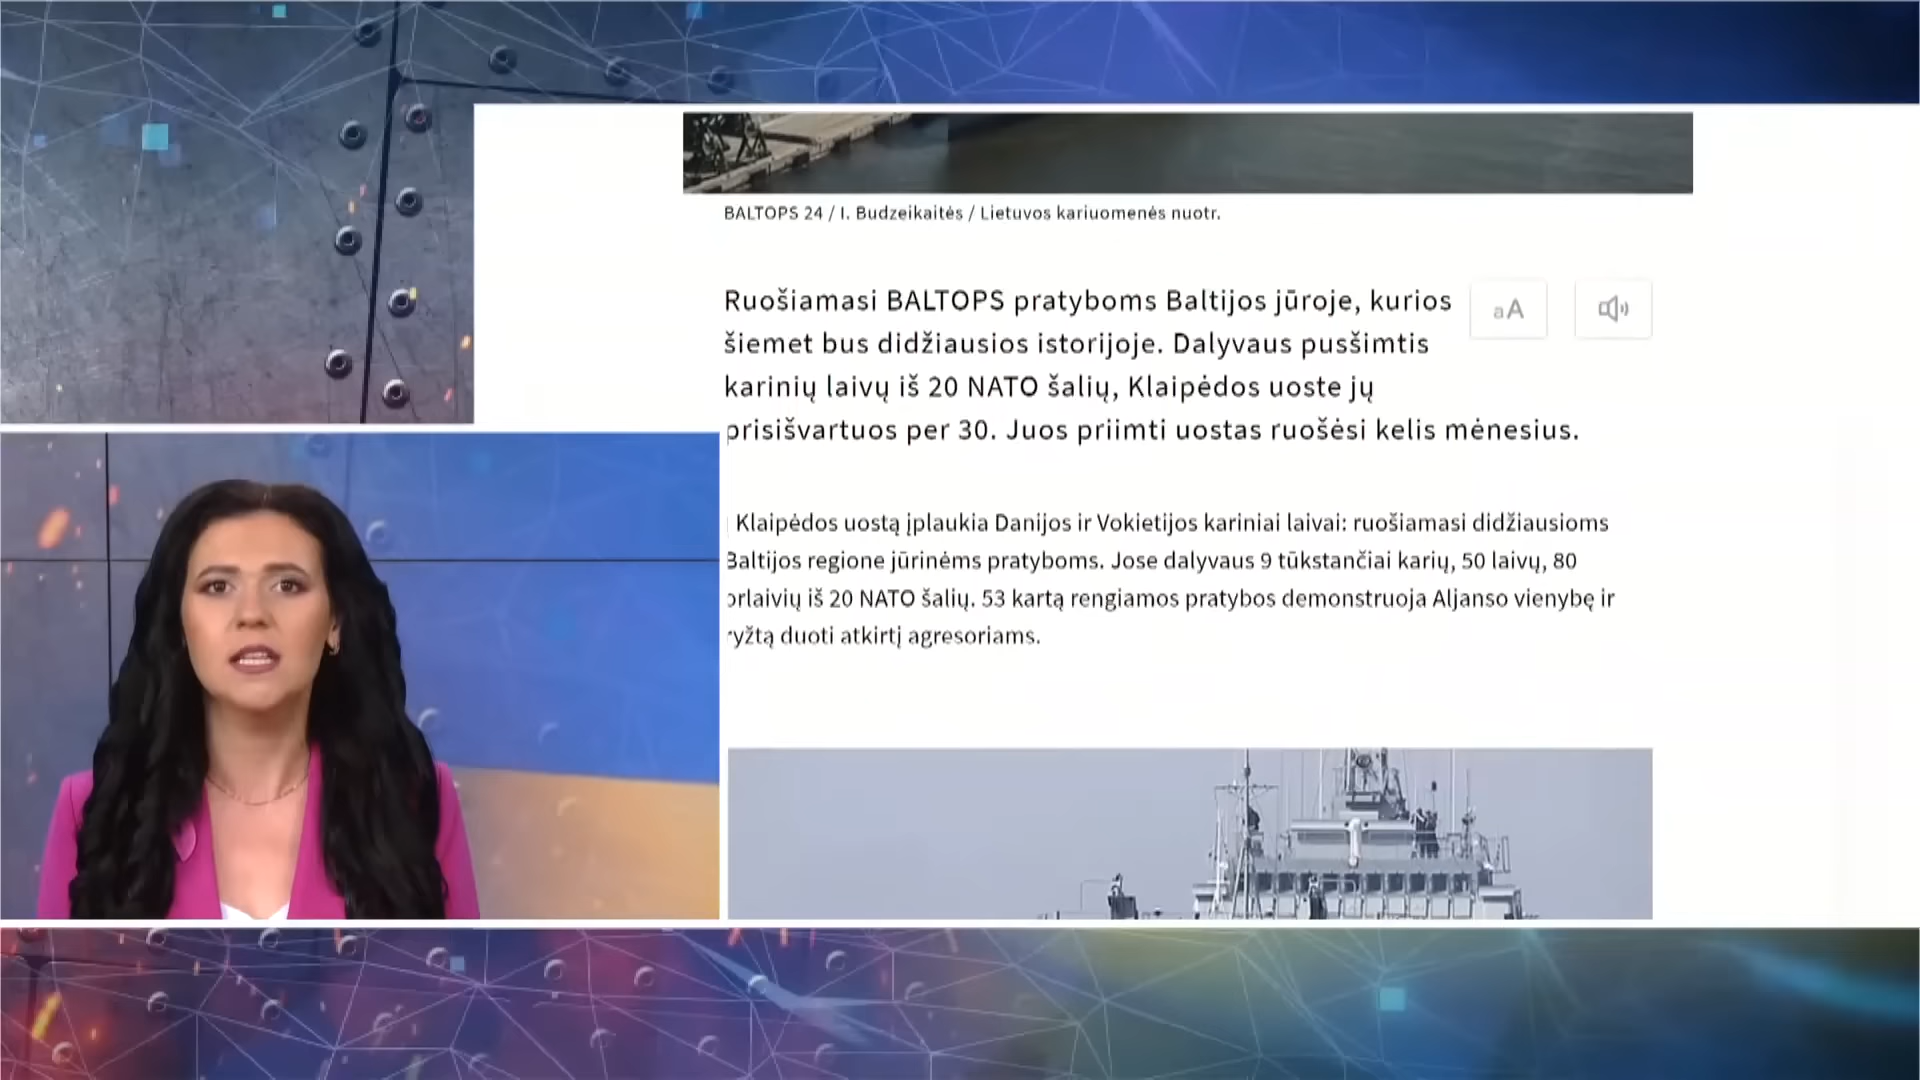 BALTOPS 24 / I. Budzeikaitės / Lietuvos kariuomenės nuotr.
Ruošiamasi BALTOPS pratyboms Baltijos jūroje, kurios
šiemet bus didžiausios istorijoje. Dalyvaus pusšimtis
karinių laivų iš 20 NATO šalių, Klaipėdos uoste jų
prisišvartuos per 30. Juos priimti uostas ruošėsi kelis mėnesius.
aA
Klaipėdos uostą įplaukia Danijos ir Vokietijos kariniai laivai: ruošiamasi didžiausioms
Baltijos regione jūrinėms pratyboms. Jose dalyvaus 9 tūkstančiai karių, 50 laivų, 80
orlaivių iš 20 NATO šalių. 53 kartą rengiamos pratybos demonstruoja Aljanso vienybę ir
ryžtą duoti atkirtį agresoriams.